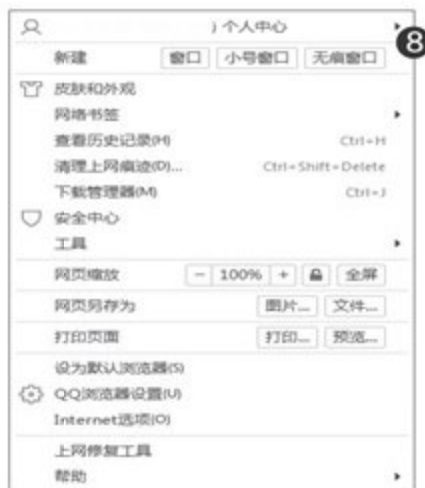 ) 个人中心
8
新建 窗口 小号窗口 无痕窗口
皮肤和外观
网络书签
查看历史记录(H) Ctrl+H
清理上网痕迹(D)... Ctrl+Shift+Delete
下载管理器(M) Ctrl+J
安全中心
工具
网页缩放 - 100% + 全屏
网页另存为 图片... 文件...
打印页面 打印... 预览...
设为默认浏览器(S)
QQ浏览器设置(U)
Internet选项(O)
上网修复工具
帮助